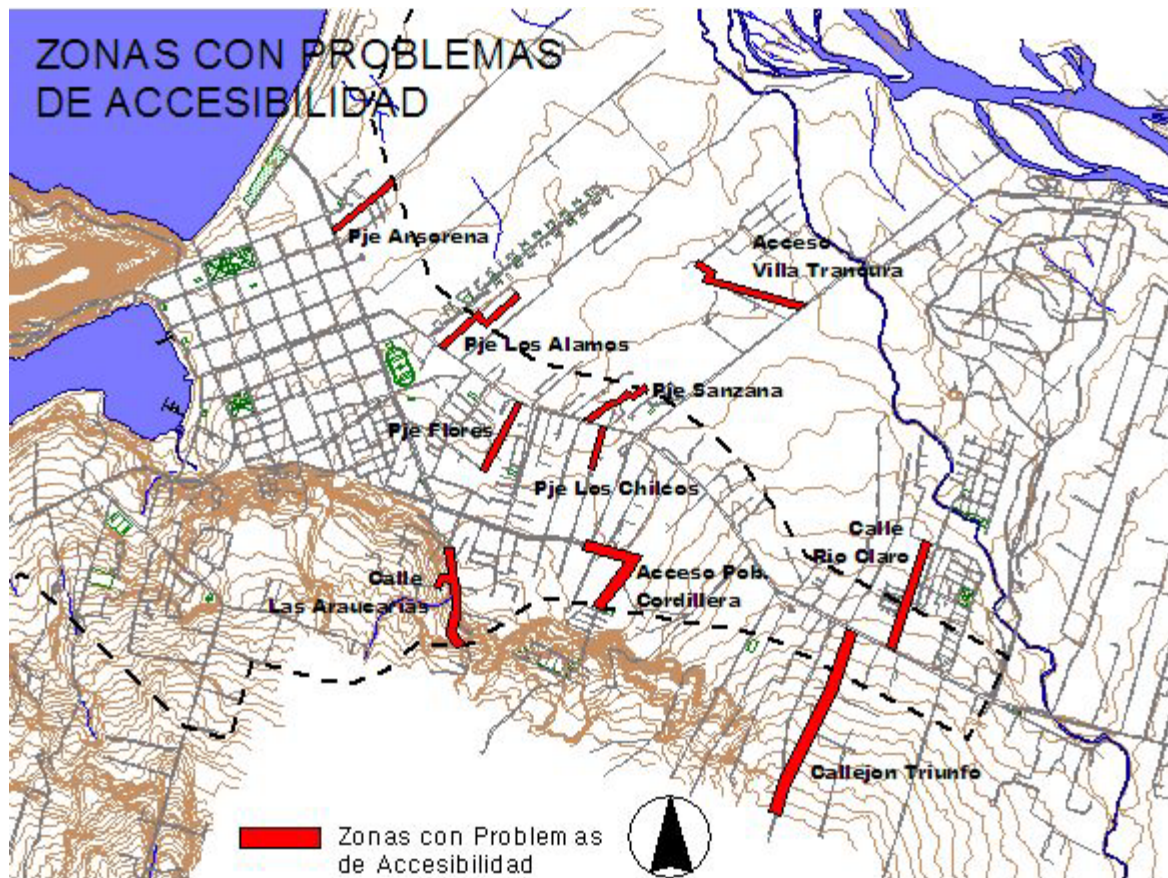 ZONAS CON PROBLEMAS
DE ACCESIBILIDAD
Pje Ansorena
Acceso
Villa Trancura
Pje Los Alamos
Pje Sanzana
Pje Flores
Pje Los Chilcos
Calle
Rio Claro
Calle
Las Araucarias
Acceso Pob.
Cordillera
Callejon Triunfo
Zonas con Problemas
de Accesibilidad